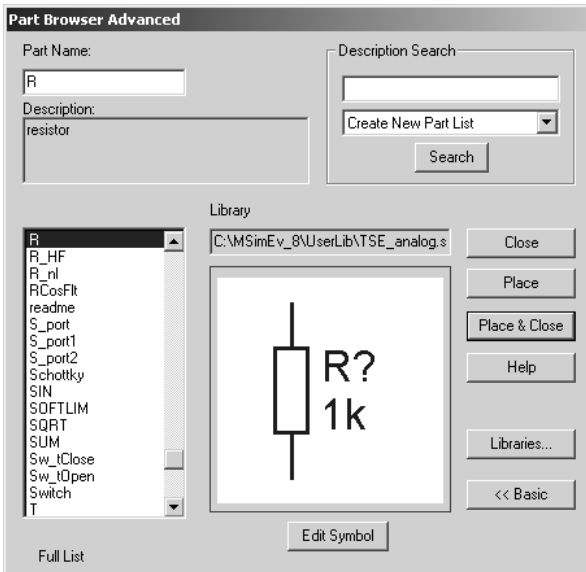 Part Browser Advanced
Part Name:
R
Description:
resistor
Description Search
Create New Part List
Search
Library
C:\MSimEv_8\UserLib\TSE_analog.s
R
R_HF
R_nl
RCosFlt
readme
S_port
S_port1
S_port2
Schottky
SIN
SOFTLIM
SQRT
SUM
Sw_tClose
Sw_tOpen
Switch
T
Full List
R?
1k
Edit Symbol
Close
Place
Place & Close
Help
Libraries...
<< Basic